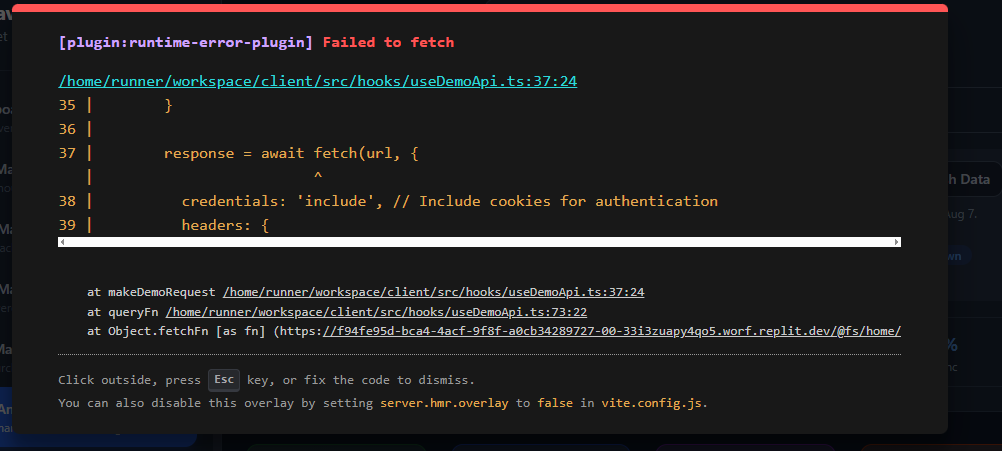 [plugin:runtime-error-plugin] Failed to fetch
/home/runner/workspace/client/src/hooks/useDemoApi.ts:37:24
35 |        }
36 |
37 |        response = await fetch(url, {
   |                         ^
38 |          credentials: 'include', // Include cookies for authentication
39 |          headers: {
at makeDemoRequest /home/runner/workspace/client/src/hooks/useDemoApi.ts:37:24
at queryFn /home/runner/workspace/client/src/hooks/useDemoApi.ts:73:22
at Object.fetchFn [as fn] (https://f94fe95d-bca4-4acf-9f8f-a0cb34289727-00-33i3zuapy4qo5.worf.replit.dev/@fs/home/
Click outside, press Esc key, or fix the code to dismiss.
You can also disable this overlay by setting server.hmr.overlay to false in vite.config.js.
h Data
Aug 7.
wn
%